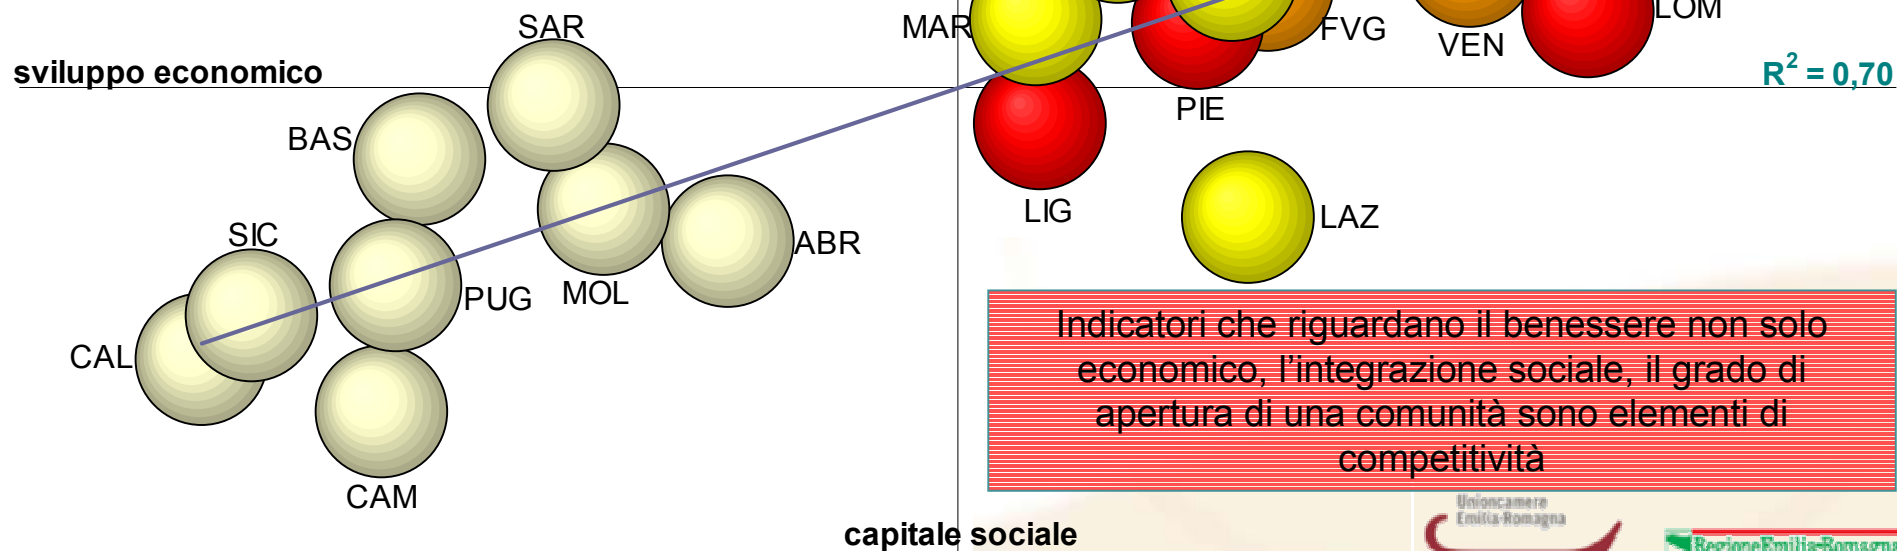 LOM
SAR
MAR
FVG
VEN
sviluppo economico
R² = 0,70
PIE
BAS
LIG
LAZ
SIC
ABR
MOL
PUG
CAL
CAM
Indicatori che riguardano il benessere non solo
economico, l'integrazione sociale, il grado di
apertura di una comunità sono elementi di
competitività
capitale sociale
Unioncamere
Emilia-Romagna
RegioneEmilia-Romagna